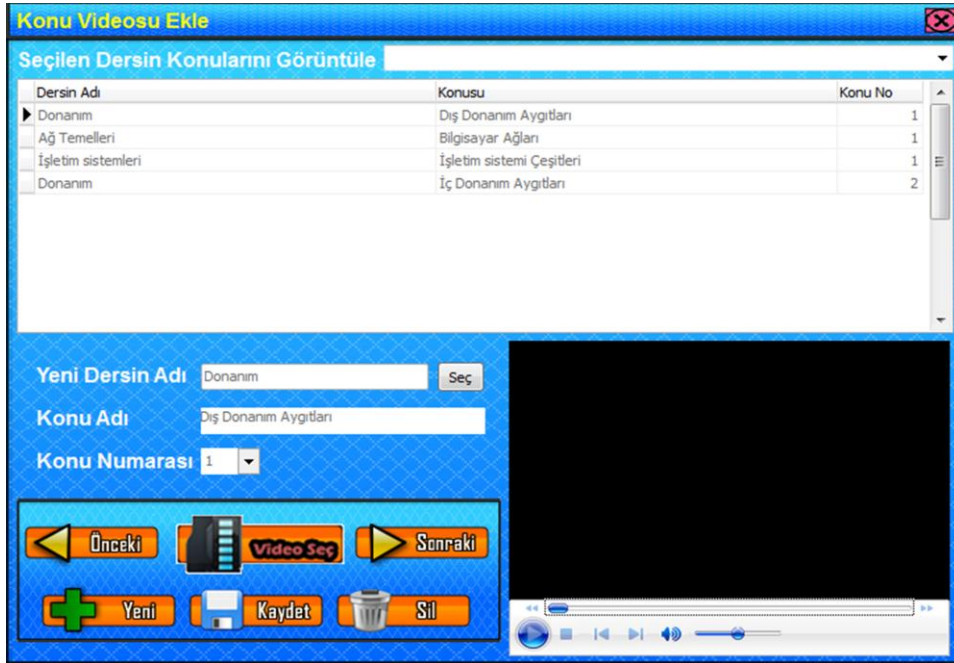 Konu Videosu Ekle
Seçilen Dersin Konularını Görüntüle
Dersin Adı Konusu Konu No
Donanım Dış Donanım Aygıtları 1
Ağ Temelleri Bilgisayar Ağları 1
İşletim sistemleri İşletim sistemi Çeşitleri 1
Donanım İç Donanım Aygıtları 2
Yeni Dersin Adı Donanım Seç
Konu Adı Dış Donanım Aygıtları
Konu Numarası 1
Önceki Video Seç Sonraki
Yeni Kaydet Sil